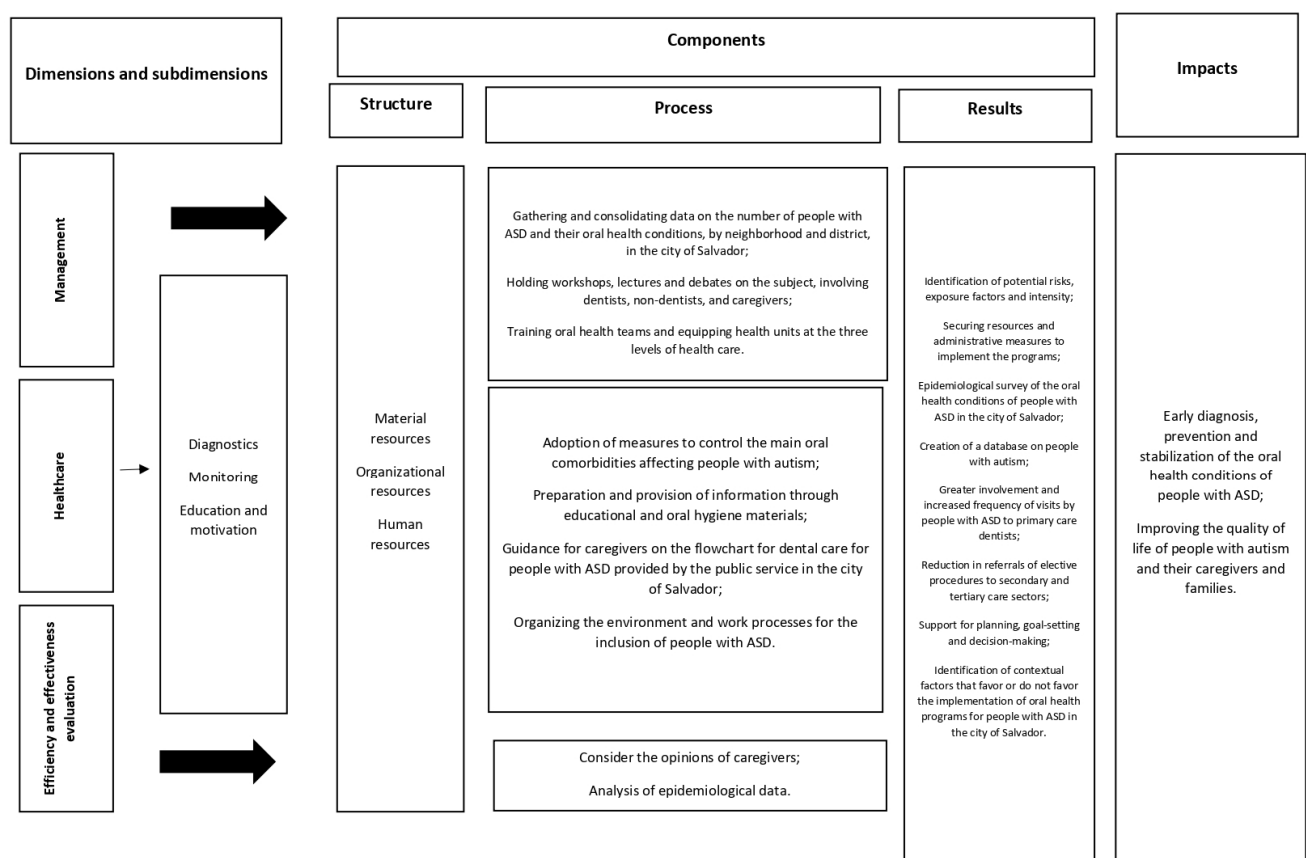 Dimensions and subdimensions
Components
Impacts
Structure
Process
Results
Management
Healthcare
Efficiency and effectiveness
evaluation
Diagnostics
Monitoring
Education and
motivation
Material
resources
Organizational
resources
Human
resources
Gathering and consolidating data on the number of people with
ASD and their oral health conditions, by neighborhood and district,
in the city of Salvador;
Holding workshops, lectures and debates on the subject, involving
dentists, non-dentists, and caregivers;
Training oral health teams and equipping health units at the three
levels of health care.
Adoption of measures to control the main oral
comorbidities affecting people with autism;
Preparation and provision of information through
educational and oral hygiene materials;
Guidance for caregivers on the flowchart for dental care for
people with ASD provided by the public service in the city
of Salvador;
Organizing the environment and work processes for the
inclusion of people with ASD.
Consider the opinions of caregivers;
Analysis of epidemiological data.
Identification of potential risks,
exposure factors and intensity;
Securing resources and
administrative measures to
implement the programs;
Epidemiological survey of the oral
health conditions of people with
ASD in the city of Salvador;
Creation of a database on people
with autism;
Greater involvement and
increased frequency of visits by
people with ASD to primary care
dentists;
Reduction in referrals of elective
procedures to secondary and
tertiary care sectors;
Support for planning, goal-setting
and decision-making;
Identification of contextual
factors that favor or do not favor
the implementation of oral health
programs for people with ASD in
the city of Salvador.
Early diagnosis,
prevention and
stabilization of the oral
health conditions of
people with ASD;
Improving the quality of
life of people with autism
and their caregivers and
families.